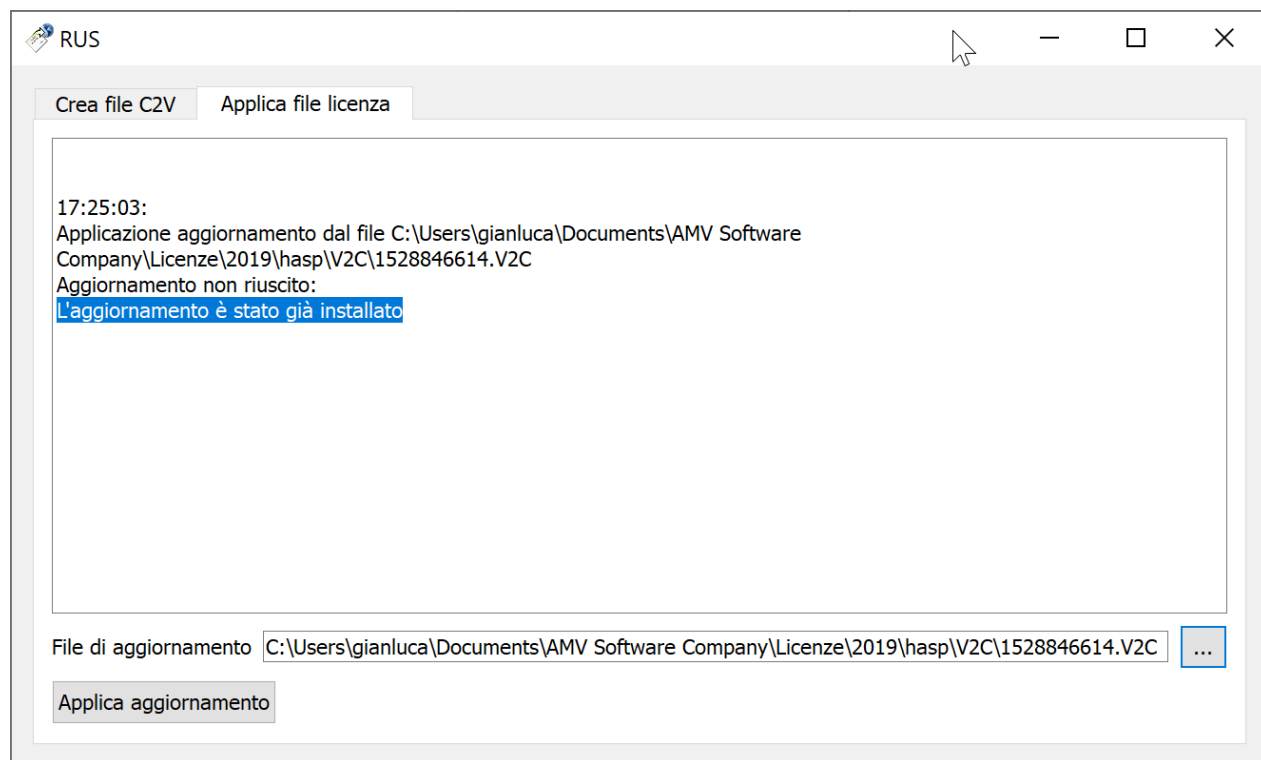 RUS
Crea file C2V
Applica file licenza
17:25:03:
Applicazione aggiornamento dal file C:\Users\gianluca\Documents\AMV Software
Company\Licenze\2019\hasp\V2C\1528846614.V2C
Aggiornamento non riuscito:
L'aggiornamento è stato già installato
File di aggiornamento C:\Users\gianluca\Documents\AMV Software Company\Licenze\2019\hasp\V2C\1528846614.V2C ...
Applica aggiornamento